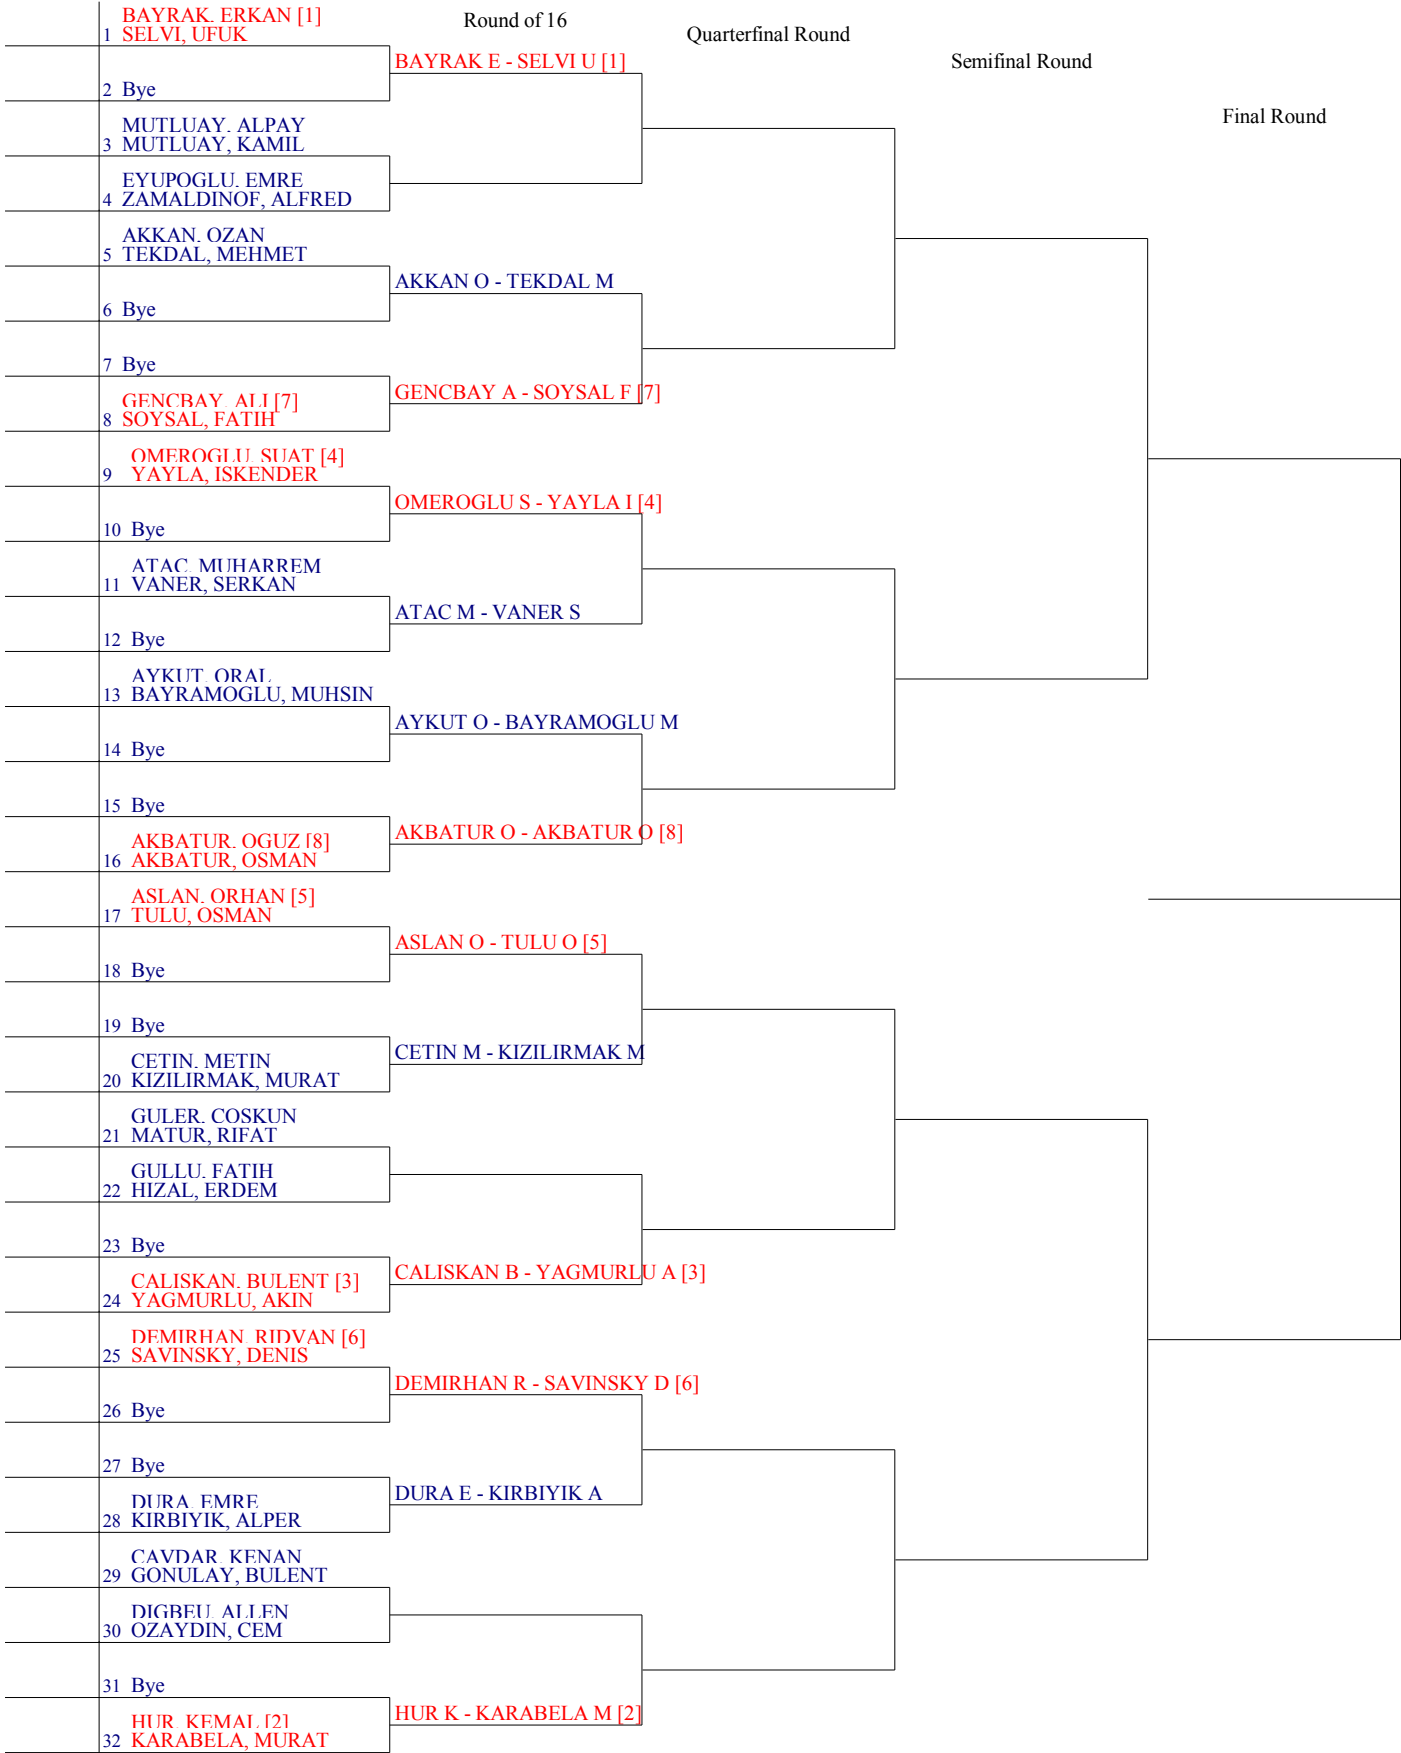 BAYRAK, ERKAN [1]
1 SELVI, UFUK
Round of 16
Quarterfinal Round
Semifinal Round
Final Round
BAYRAK E - SELVI U [1]
2 Bye
MUTLUAY, ALPAY
3 MUTLUAY, KAMIL
EYUPOGLU, EMRE
4 ZAMALDINOF, ALFRED
AKKAN, OZAN
5 TEKDAL, MEHMET
AKKAN O - TEKDAL M
6 Bye
7 Bye
GENCBAY A - SOYSAL F [7]
GENCBAY, ALI [7]
8 SOYSAL, FATIH
OMEROGLU, SUAT [4]
9 YAYLA, ISKENDER
OMEROGLU S - YAYLA I [4]
10 Bye
ATAC, MUHARREM
11 VANER, SERKAN
ATAC M - VANER S
12 Bye
AYKUT, ORAL
13 BAYRAMOGLU, MUHSIN
AYKUT O - BAYRAMOGLU M
14 Bye
15 Bye
AKBATUR O - AKBATUR O [8]
AKBATUR, OGUZ [8]
16 AKBATUR, OSMAN
ASLAN, ORHAN [5]
17 TULU, OSMAN
ASLAN O - TULU O [5]
18 Bye
19 Bye
CETIN M - KIZILIRMAK M
CETIN, METIN
20 KIZILIRMAK, MURAT
GULER, COSKUN
21 MATUR, RIFAT
GULLU, FATIH
22 HIZAL, ERDEM
23 Bye
CALISKAN B - YAGMURLU A [3]
CALISKAN, BULENT [3]
24 YAGMURLU, AKIN
DEMIRHAN, RIDVAN [6]
25 SAVINSKY, DENIS
DEMIRHAN R - SAVINSKY D [6]
26 Bye
27 Bye
DURA E - KIRBIYIK A
DURA, EMRE
28 KIRBIYIK, ALPER
CAVDAR, KENAN
29 GONULAY, BULENT
DIGBEU, ALLEN
30 OZAYDIN, CEM
31 Bye
HUR K - KARABELA M [2]
HUR, KEMAL [2]
32 KARABELA, MURAT